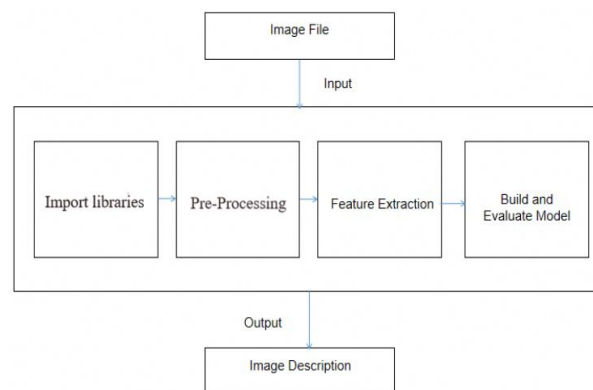 Image File
Input
Import libraries
Pre-Processing
Feature Extraction
Build and
Evaluate Model
Output
Image Description